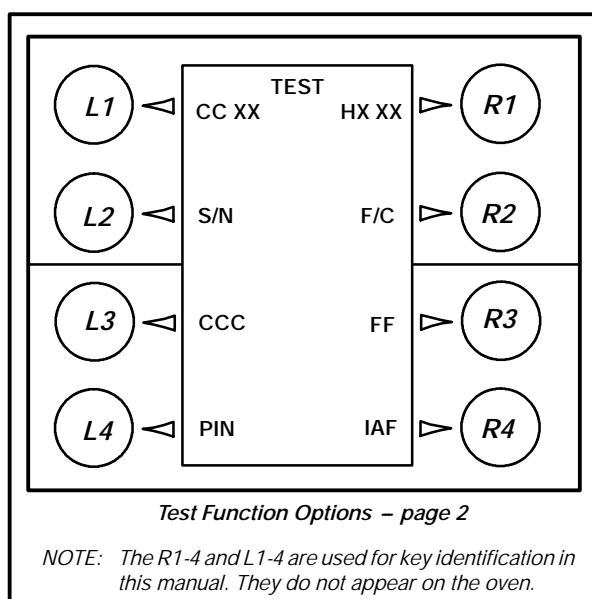 TEST
L1 CC XX HX XX R1
L2 S/N F/C R2
L3 CCC FF R3
L4 PIN IAF R4
Test Function Options – page 2
NOTE: The R1-4 and L1-4 are used for key identification in
this manual. They do not appear on the oven.